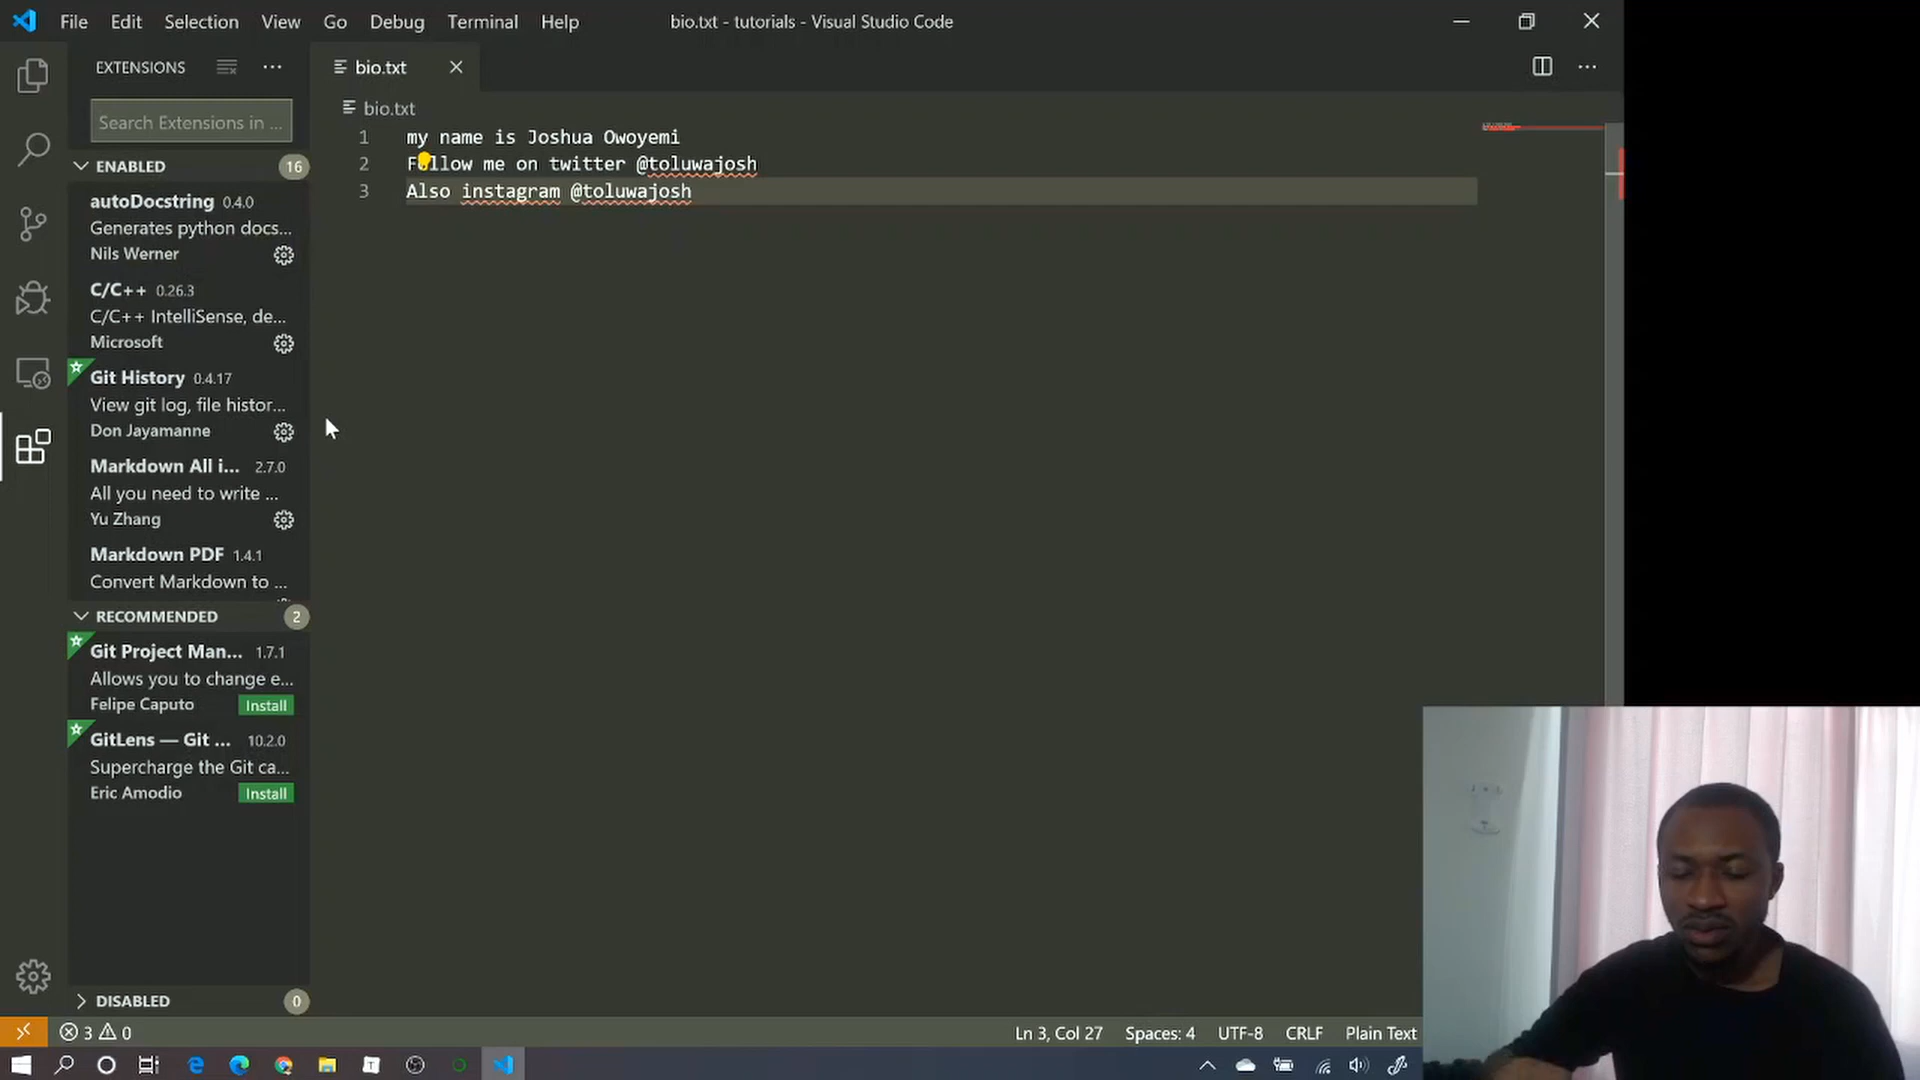 File Edit Selection View Go Debug Terminal Help bio.txt - tutorials - Visual Studio Code
EXTENSIONS
bio.txt
Search Extensions in ...
bio.txt
ENABLED 16
autoDocstring 0.4.0
Generates python docs...
Nils Werner
C/C++ 0.26.3
C/C++ IntelliSense, de...
Microsoft
Git History 0.4.17
View git log, file histor...
Don Jayamanne
Markdown All i... 2.7.0
All you need to write ...
Yu Zhang
Markdown PDF 1.4.1
Convert Markdown to ...
RECOMMENDED 2
Git Project Man... 1.7.1
Allows you to change e...
Felipe Caputo Install
GitLens — Git ... 10.2.0
Supercharge the Git ca...
Eric Amodio Install
DISABLED 0
1 my name is Joshua Owoyemi
2 Follow me on twitter @toluwajosh
3 Also instagram @toluwajosh
3 0 Ln 3, Col 27 Spaces: 4 UTF-8 CRLF Plain Text